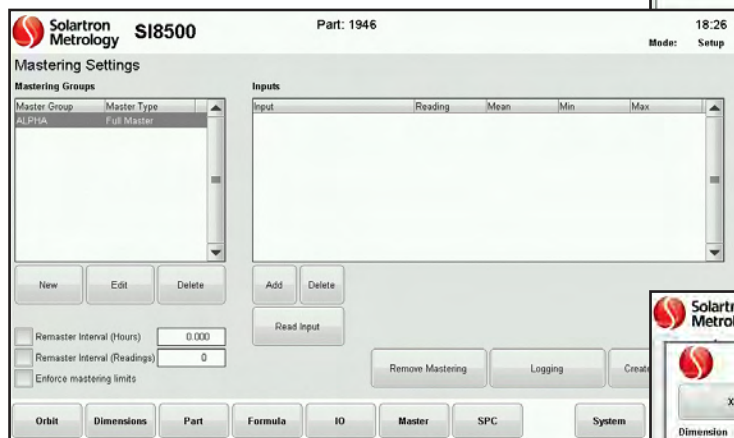 Solartron Metrology SI8500 Part: 1946 18:26
Mode: Setup
Mastering Settings
Mastering Groups Inputs
Master Group Master Type Input Reading Mean Min Max
ALPHA Full Master
New Edit Delete Add Delete
Read Input
Remaster Interval (Hours) 0.000
Remaster Interval (Readings) 0
Enforce mastering limits
Remove Mastering Logging Create
Orbit Dimensions Part Formula IO Master SPC System
Solartr
Metrol
X
Dimension